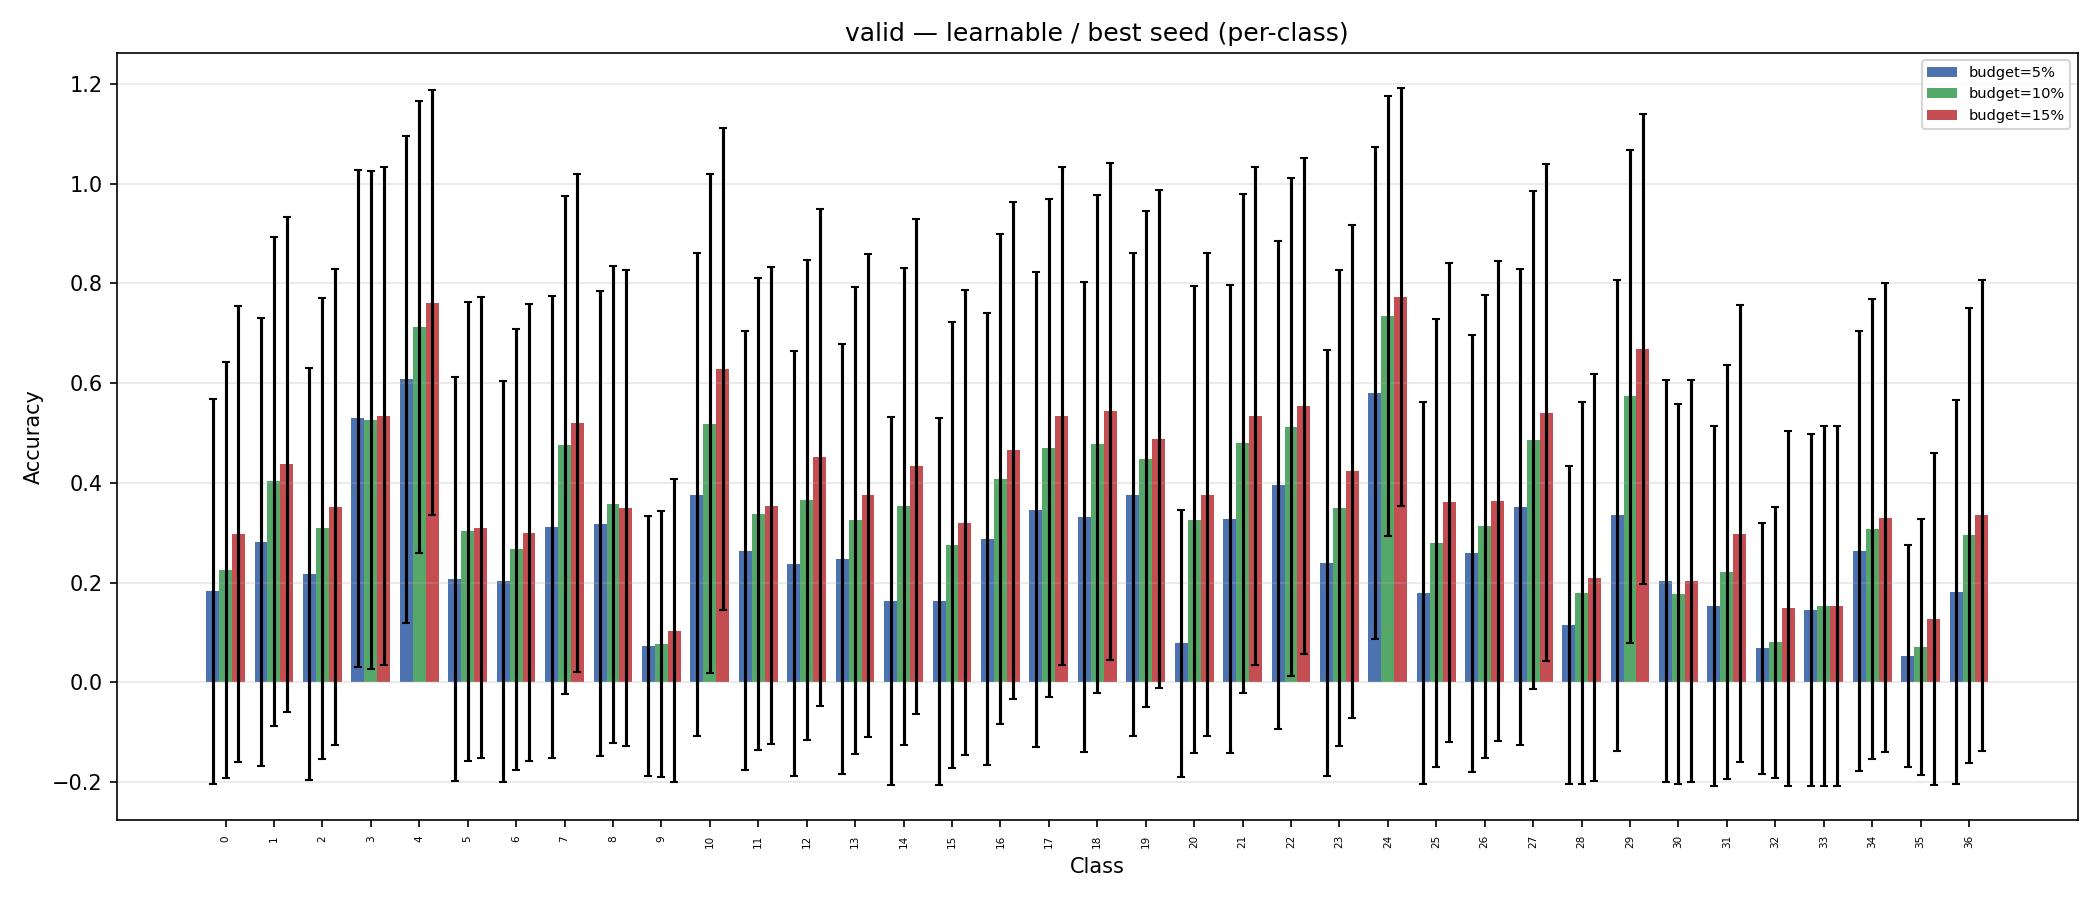 valid — learnable / best seed (per-class)
budget=5%
budget=10%
budget=15%
Accuracy
1.2
1.0
0.8
0.6
0.4
0.2
0.0
−0.2
0 1 2 3 4 5 6 7 8 9 10 11 12 13 14 15 16 17 18 19 20 21 22 23 24 25 26 27 28 29 30 31 32 33 34 35 36
Class